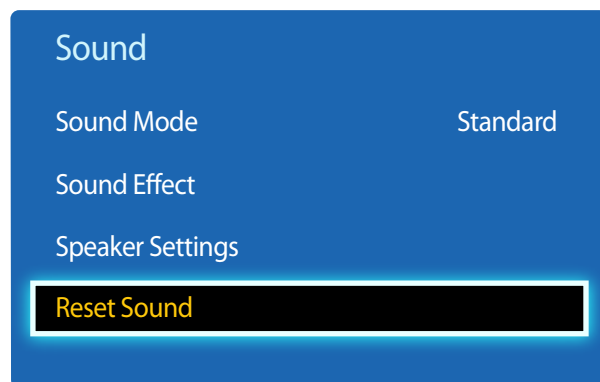 Sound
Sound Mode Standard
Sound Effect
Speaker Settings
Reset Sound